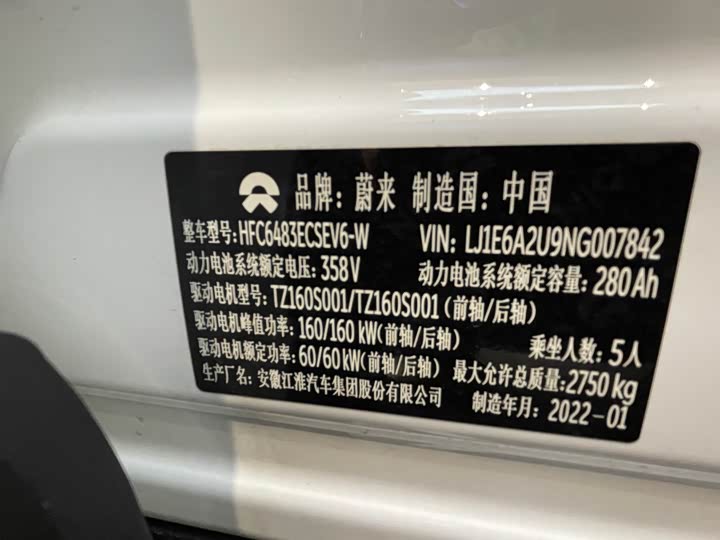 品牌：蔚来 制造国：中国
整车型号：HFC6483ECSEV6-W VIN：LJ1E6A2U9NG007842
动力电池系统额定电压：358V 动力电池系统额定容量：280Ah
驱动电机型号：TZ160S001/TZ160S001（前轴/后轴）
驱动电机峰值功率：160/160kW(前轴/后轴) 乘坐人数：5人
驱动电机额定功率：60/60kW(前轴/后轴) 最大允许总质量：2750kg
生产厂名：安徽江淮汽车集团股份有限公司 制造年月：2022-01